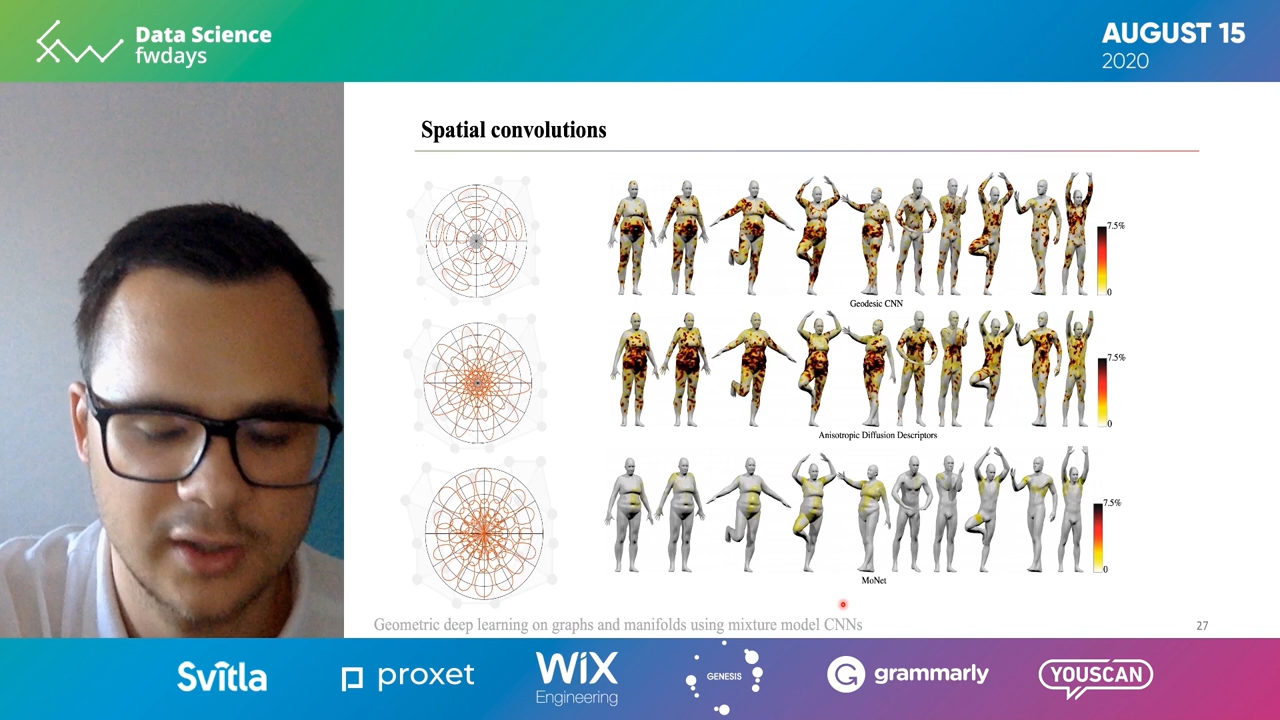 Data Science
fwdays
AUGUST 15
2020
Spatial convolutions
7.5%
0
Geodesic CNN
7.5%
0
Anisotropic Diffusion Descriptors
7.5%
0
MoNet
Geometric deep learning on graphs and manifolds using mixture model CNNs
27
Svitla
proxet
WiX
Engineering
GENESIS
grammarly
YOUSCAN